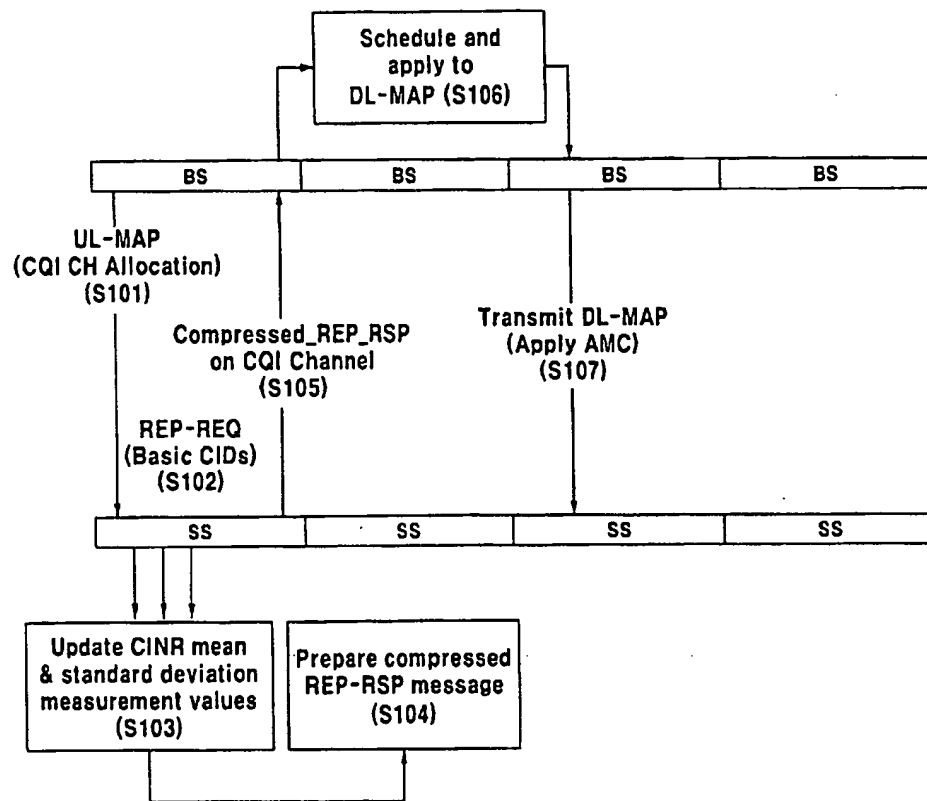 Schedule and
apply to
DL-MAP (S106)
BS
BS
BS
BS
UL-MAP
(CQI CH Allocation)
(S101)
Compressed_REP_RSP
on CQI Channel
(S105)
Transmit DL-MAP
(Apply AMC)
(S107)
REP-REQ
(Basic CIDs)
(S102)
SS
SS
SS
SS
Update CINR mean
& standard deviation
measurement values
(S103)
Prepare compressed
REP-RSP message
(S104)